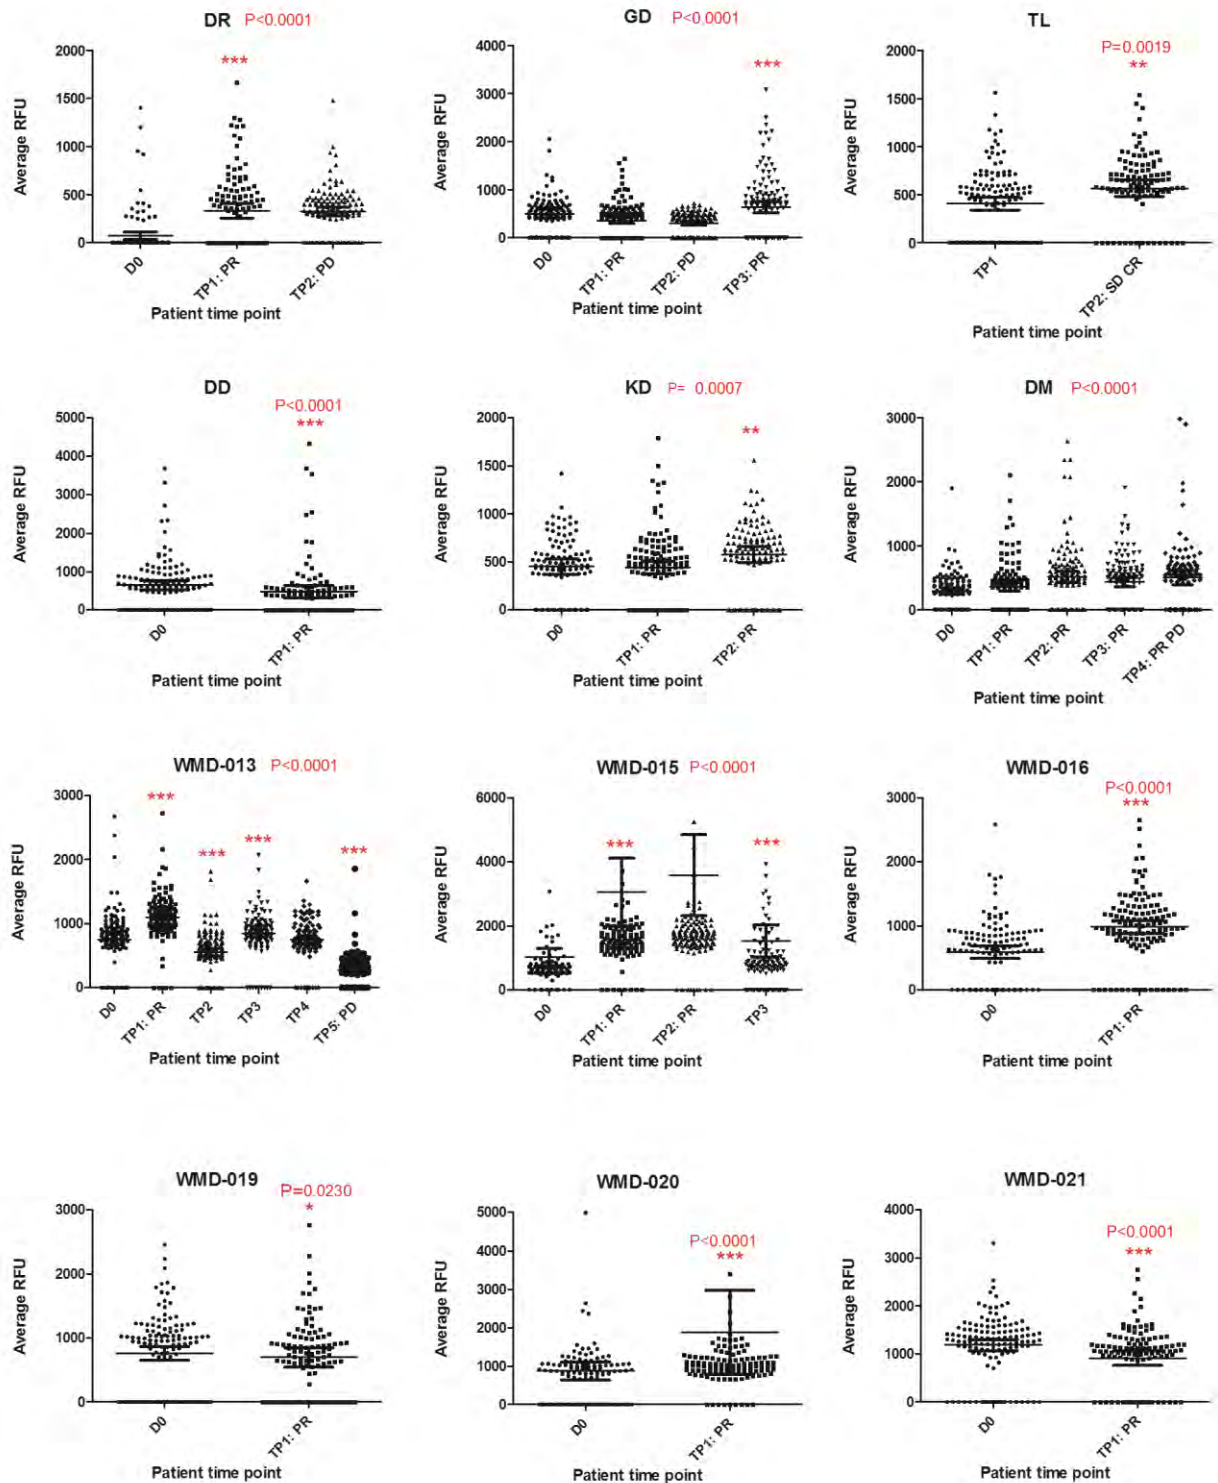 DR P<0.0001
2000
1500
1000
500
0
Average RFU
D0
TP1: PR
TP2: PD
Patient time point
***
GD P<0.0001
4000
3000
2000
1000
0
Average RFU
D0
TP1: PR
TP2: PD
TP3: PR
Patient time point
***
TL
P=0.0019
**
2000
1500
1000
500
0
Average RFU
TP1
TP2: SD CR
Patient time point
DD
P<0.0001
***
5000
4000
3000
2000
1000
0
Average RFU
D0
TP1: PR
Patient time point
KD P= 0.0007
**
2000
1500
1000
500
0
Average RFU
D0
TP1: PR
TP2: PR
Patient time point
DM P<0.0001
3000
2000
1000
0
Average RFU
D0
TP1: PR
TP2: PR
TP3: PR
TP4: PR PD
Patient time point
WMD-013 P<0.0001
*** *** *** ***
3000
2000
1000
0
Average RFU
D0
TP1: PR
TP2
TP3
TP4
TP5: PD
Patient time point
WMD-015 P<0.0001
*** ***
6000
4000
2000
0
Average RFU
D0
TP1: PR
TP2: PR
TP3
Patient time point
WMD-016
P<0.0001
***
3000
2000
1000
0
Average RFU
D0
TP1: PR
Patient time point
WMD-019
P=0.0230
*
3000
2000
1000
0
Average RFU
D0
TP1: PR
Patient time point
WMD-020
P<0.0001
***
5000
4000
3000
2000
1000
0
Average RFU
D0
TP1: PR
Patient time point
WMD-021
P<0.0001
***
4000
3000
2000
1000
0
Average RFU
D0
TP1: PR
Patient time point